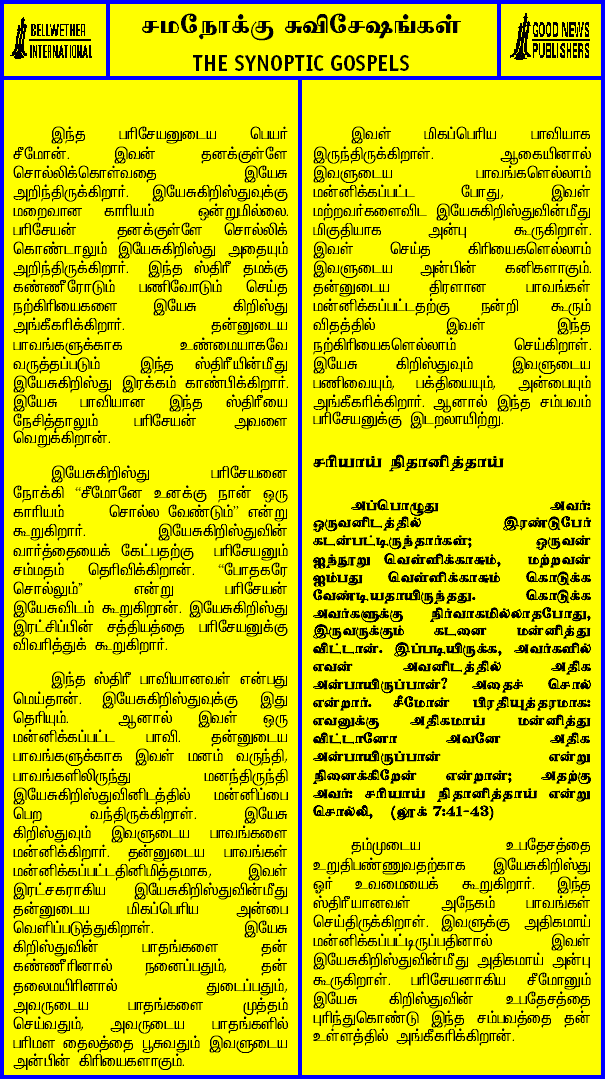 BELLWETHER
INTERNATIONAL
சமநோக்கு சுவிசேஷங்கள்
THE SYNOPTIC GOSPELS
GOOD NEWS
PUBLISHERS
இந்த பரிசேயனுடைய பெயர்
சீமோன். இவன் தனக்குள்ளே
சொல்லிக்கொள்வதை இயேசு
அறிந்திருக்கிறார். இயேசுகிறிஸ்துவுக்கு
மறைவான காரியம் ஒன்றுமில்லை.
பரிசேயன் தனக்குள்ளே சொல்லிக்
கொண்டாலும் இயேசுகிறிஸ்து அதையும்
அறிந்திருக்கிறார். இந்த ஸ்திரீ தமக்கு
கண்ணீரோடும் பணிவோடும் செய்த
நற்கிரியைகளை இயேசு கிறிஸ்து
அங்கீகரிக்கிறார். தன்னுடைய
பாவங்களுக்காக உண்மையாகவே
வருத்தப்படும் இந்த ஸ்திரீயின்மீது
இயேசுகிறிஸ்து இரக்கம் காண்பிக்கிறார்.
இயேசு பாவியான இந்த ஸ்திரீயை
நேசித்தாலும் பரிசேயன் அவளை
வெறுக்கிறான்.
இயேசுகிறிஸ்து பரிசேயனை
நோக்கி “சீமோனே உனக்கு நான் ஒரு
காரியம் சொல்ல வேண்டும்” என்று
கூறுகிறார். இயேசுகிறிஸ்துவின்
வார்த்தையைக் கேட்பதற்கு பரிசேயனும்
சம்மதம் தெரிவிக்கிறான். “போதகரே
சொல்லும்” என்று பரிசேயன்
இயேசுவிடம் கூறுகிறான். இயேசுகிறிஸ்து
இரட்சிப்பின் சத்தியத்தை பரிசேயனுக்கு
விவரித்துக் கூறுகிறார்.
இந்த ஸ்திரீ பாவியானவள் என்பது
மெய்தான். இயேசுகிறிஸ்துவுக்கு இது
தெரியும். ஆனால் இவள் ஒரு
மன்னிக்கப்பட்ட பாவி. தன்னுடைய
பாவங்களுக்காக இவள் மனம் வருந்தி,
பாவங்களிலிருந்து மனந்திருந்தி
இயேசுகிறிஸ்துவினிடத்தில் மன்னிப்பை
பெற வந்திருக்கிறாள். இயேசு
கிறிஸ்துவும் இவளுடைய பாவங்களை
மன்னிக்கிறார். தன்னுடைய பாவங்கள்
மன்னிக்கப்பட்டதினிமித்தமாக, இவள்
இரட்சகராகிய இயேசுகிறிஸ்துவின்மீது
தன்னுடைய மிகப்பெரிய அன்பை
வெளிப்படுத்துகிறாள். இயேசு
கிறிஸ்துவின் பாதங்களை தன்
கண்ணீரினால் நனைப்பதும், தன்
தலைமயிரினால் துடைப்பதும்,
அவருடைய பாதங்களை முத்தம்
செய்வதும், அவருடைய பாதங்களில்
பரிமள தைலத்தை பூசுவதும் இவளுடைய
அன்பின் கிரியைகளாகும்.
இவள் மிகப்பெரிய பாவியாக
இருந்திருக்கிறாள். ஆகையினால்
இவளுடைய பாவங்களெல்லாம்
மன்னிக்கப்பட்ட போது, இவள்
மற்றவர்களைவிட இயேசுகிறிஸ்துவின்மீது
மிகுதியாக அன்பு கூருகிறாள்.
இவள் செய்த கிரியைகளெல்லாம்
இவளுடைய அன்பின் கனிகளாகும்.
தன்னுடைய திரளான பாவங்கள்
மன்னிக்கப்பட்டதற்கு நன்றி கூரும்
விதத்தில் இவள் இந்த
நற்கிரியைகளெல்லாம் செய்கிறாள்.
இயேசு கிறிஸ்துவும் இவளுடைய
பணிவையும், பக்தியையும், அன்பையும்
அங்கீகரிக்கிறார். ஆனால் இந்த சம்பவம்
பரிசேயனுக்கு இடறலாயிற்று.
சரியாய் நிதானித்தாய்
அப்பொழுது அவர்:
ஒருவனிடத்தில் இரண்டுபேர்
கடன்பட்டிருந்தார்கள்; ஒருவன்
ஐந்நூறு வெள்ளிக்காசும், மற்றவன்
ஐம்பது வெள்ளிக்காசும் கொடுக்க
வேண்டியதாயிருந்தது. கொடுக்க
அவர்களுக்கு நிர்வாகமில்லாதபோது,
இருவருக்கும் கடனை மன்னித்து
விட்டான். இப்படியிருக்க, அவர்களில்
எவன் அவனிடத்தில் அதிக
அன்பாயிருப்பான்? அதைச் சொல்
என்றார். சீமோன் பிரதியுத்தரமாக:
எவனுக்கு அதிகமாய் மன்னித்து
விட்டானோ அவனே அதிக
அன்பாயிருப்பான் என்று
நினைக்கிறேன் என்றான்; அதற்கு
அவர்: சரியாய் நிதானித்தாய் என்று
சொல்லி, (லூக் 7:41-43)
தம்முடைய உபதேசத்தை
உறுதிபண்ணுவதற்காக இயேசுகிறிஸ்து
ஓர் உவமையைக் கூறுகிறார். இந்த
ஸ்திரீயானவள் அநேகம் பாவங்கள்
செய்திருக்கிறாள். இவளுக்கு அதிகமாய்
மன்னிக்கப்பட்டிருப்பதினால் இவள்
இயேசுகிறிஸ்துவின்மீது அதிகமாய் அன்பு
கூருகிறாள். பரிசேயனாகிய சீமோனும்
இயேசு கிறிஸ்துவின் உபதேசத்தை
புரிந்துகொண்டு இந்த சம்பவத்தை தன்
உள்ளத்தில் அங்கீகரிக்கிறான்.